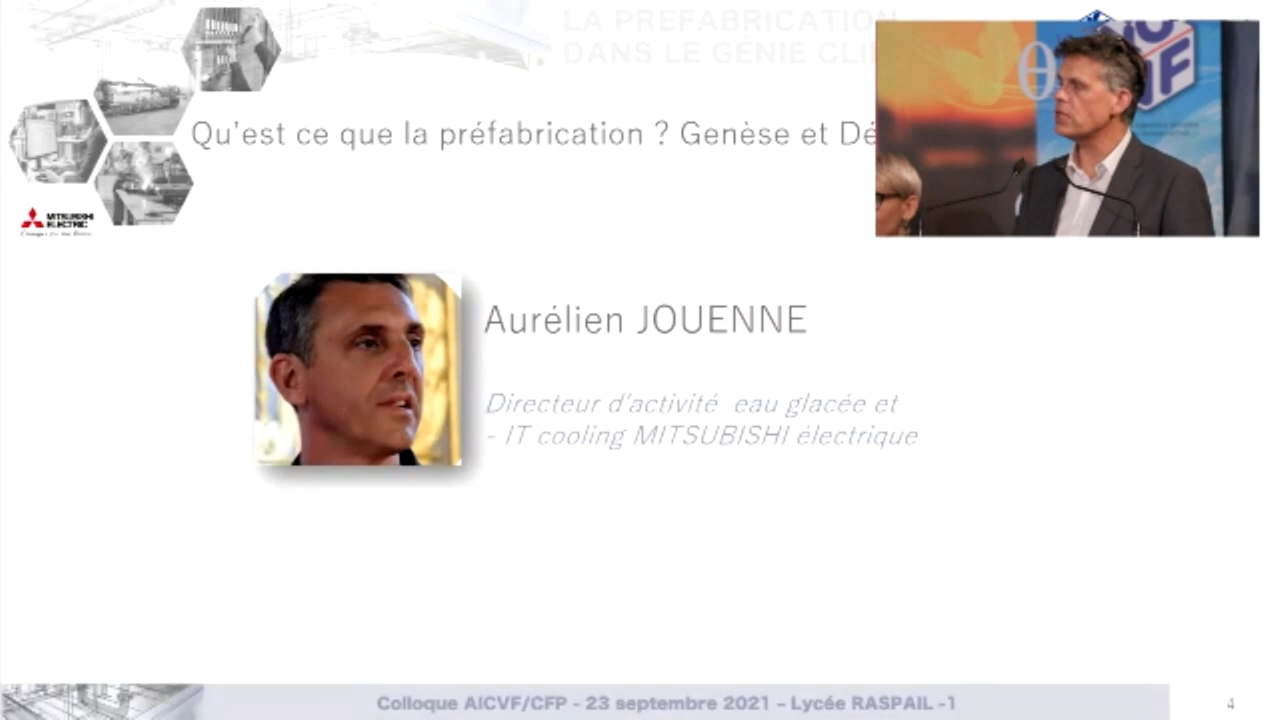 LA PREFABRICATION
DANS LE GÉNIE CLI
Qu'est ce que la préfabrication ? Genèse et Dé
MITSUBISHI
ELECTRIC
Aurélien JOUENNE
Directeur d'activité eau glacée et
- IT cooling MITSUBISHI électrique
Colloque AICVF/CFP - 23 septembre 2021 – Lycée RASPAIL -1
4